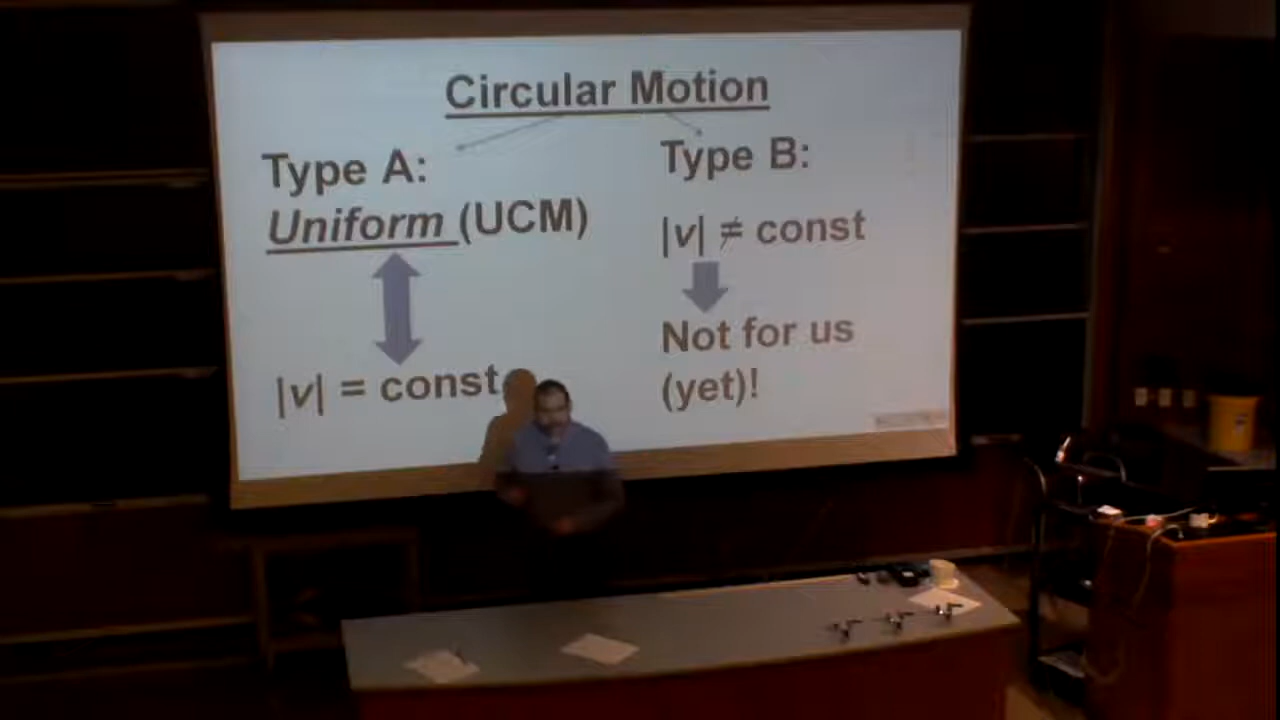 Circular Motion
Type A:
Uniform (UCM)
|v| = const
Type B:
|v| ≠ const
Not for us
(yet)!